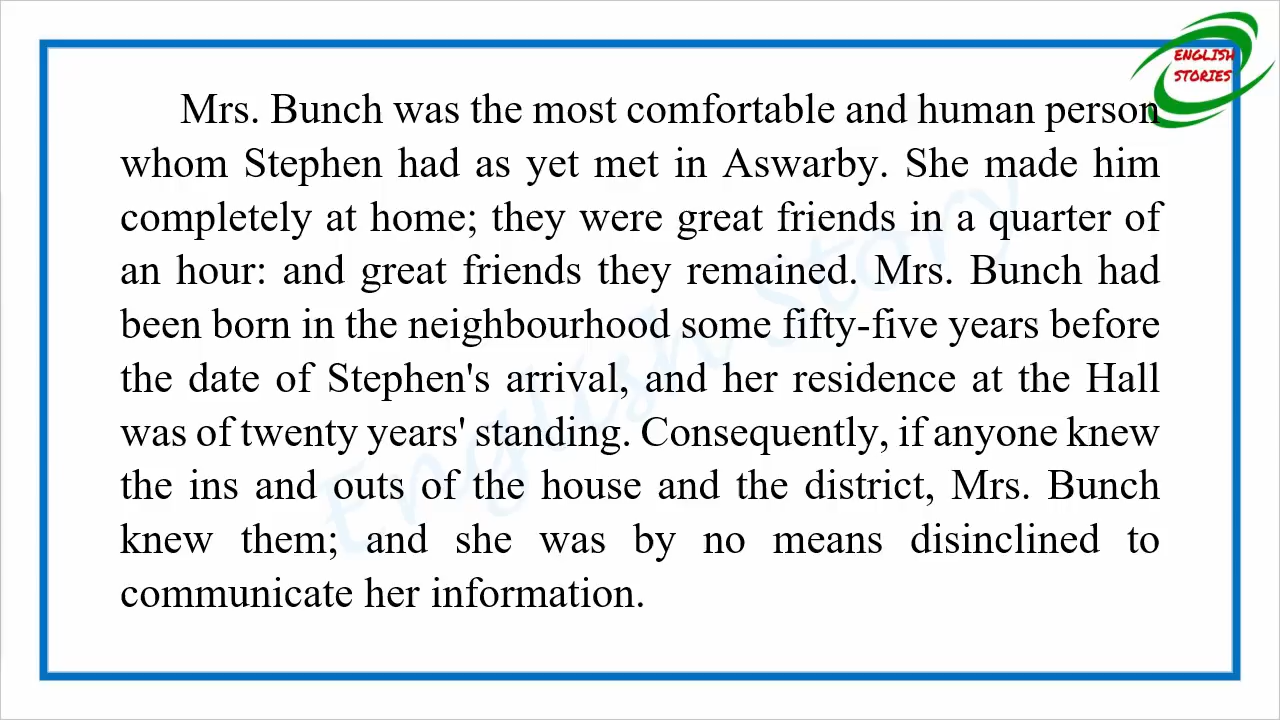 ENGLISH
STORIES
Mrs. Bunch was the most comfortable and human person
whom Stephen had as yet met in Aswarby. She made him
completely at home; they were great friends in a quarter of
an hour: and great friends they remained. Mrs. Bunch had
been born in the neighbourhood some fifty-five years before
the date of Stephen's arrival, and her residence at the Hall
was of twenty years' standing. Consequently, if anyone knew
the ins and outs of the house and the district, Mrs. Bunch
knew them; and she was by no means disinclined to
communicate her information.
English Story